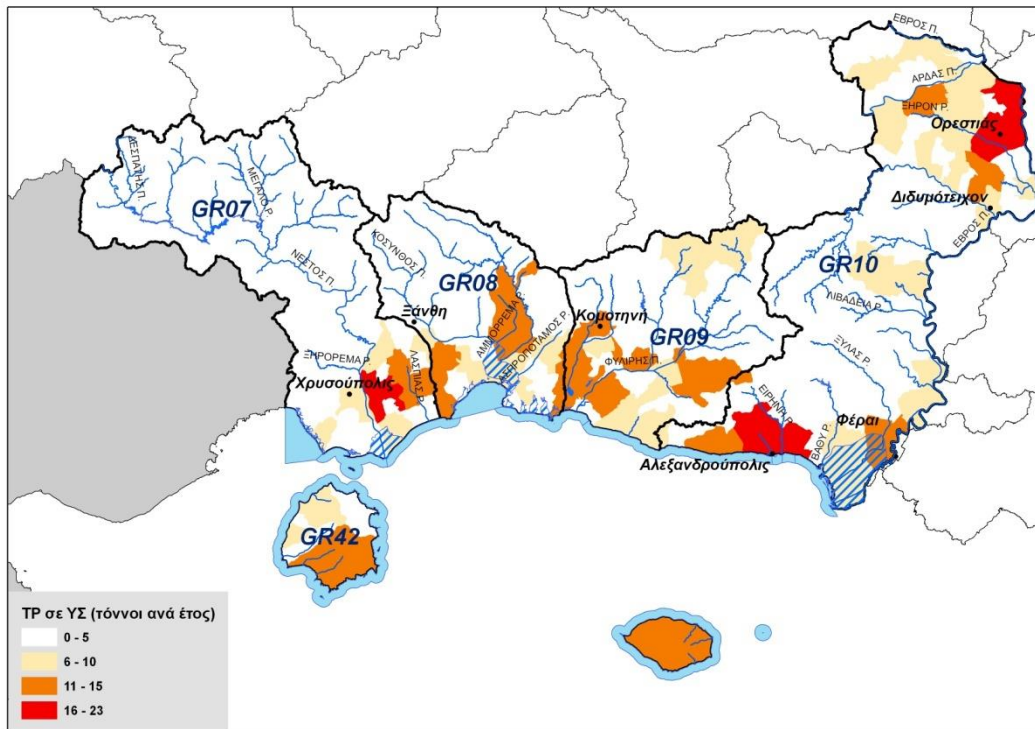 ΕΒΡΟΣ Π.
ΑΡΔΑΣ Π.
ΞΗΡΟΝ Ρ.
Ορεστιάς
ΔΕΣΠΑΤΗΣ Π.
ΜΕΓΑΛΟ Ρ.
GR07
Διδυμότειχον
ΕΒΡΟΣ Π.
ΚΟΣΥΝΘΟΣ Π.
ΝΕΣΤΟΣ Π.
GR08
GR10
ΛΙΒΑΔΕΙΑ Ρ.
Ξάνθη
ΑΜΜΟΡΡΕΜΑ Ρ.
ΑΣΠΡΟΠΟΤΑΜΟΣ Ρ.
Κομοτηνή
GR09
ΞΥΛΑΣ Ρ.
ΞΗΡΟΡΕΜΑ Ρ.
ΛΑΣΠΙΑΣ Ρ.
ΦΥΛΙΡΗΣ Π.
Χρυσούπολις
ΕΙΡΗΝΗ Ρ.
ΒΑΘΥ Ρ.
Φέραι
Αλεξανδρούπολις
GR42
TP σε ΥΣ (τόννοι ανά έτος)
0 - 5
6 - 10
11 - 15
16 - 23